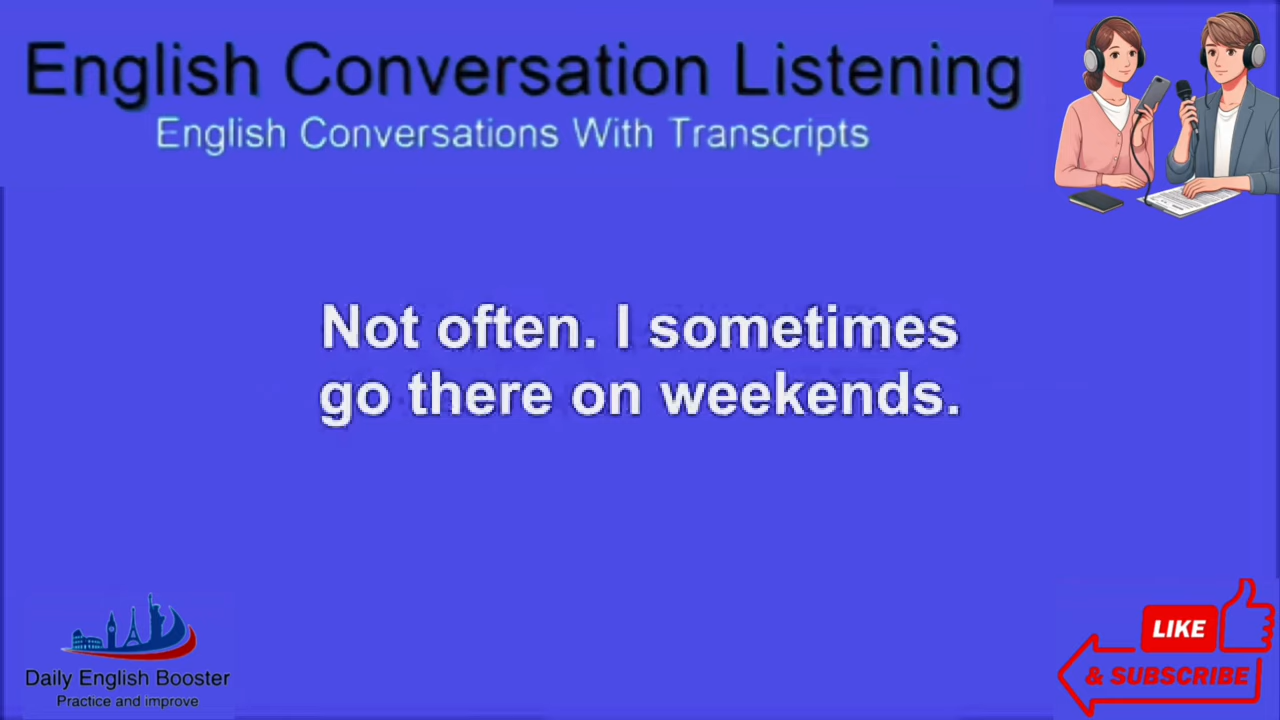 English Conversation Listening
English Conversations With Transcripts
Not often. I sometimes
go there on weekends.
Daily English Booster
Practice and improve
LIKE
& SUBSCRIBE